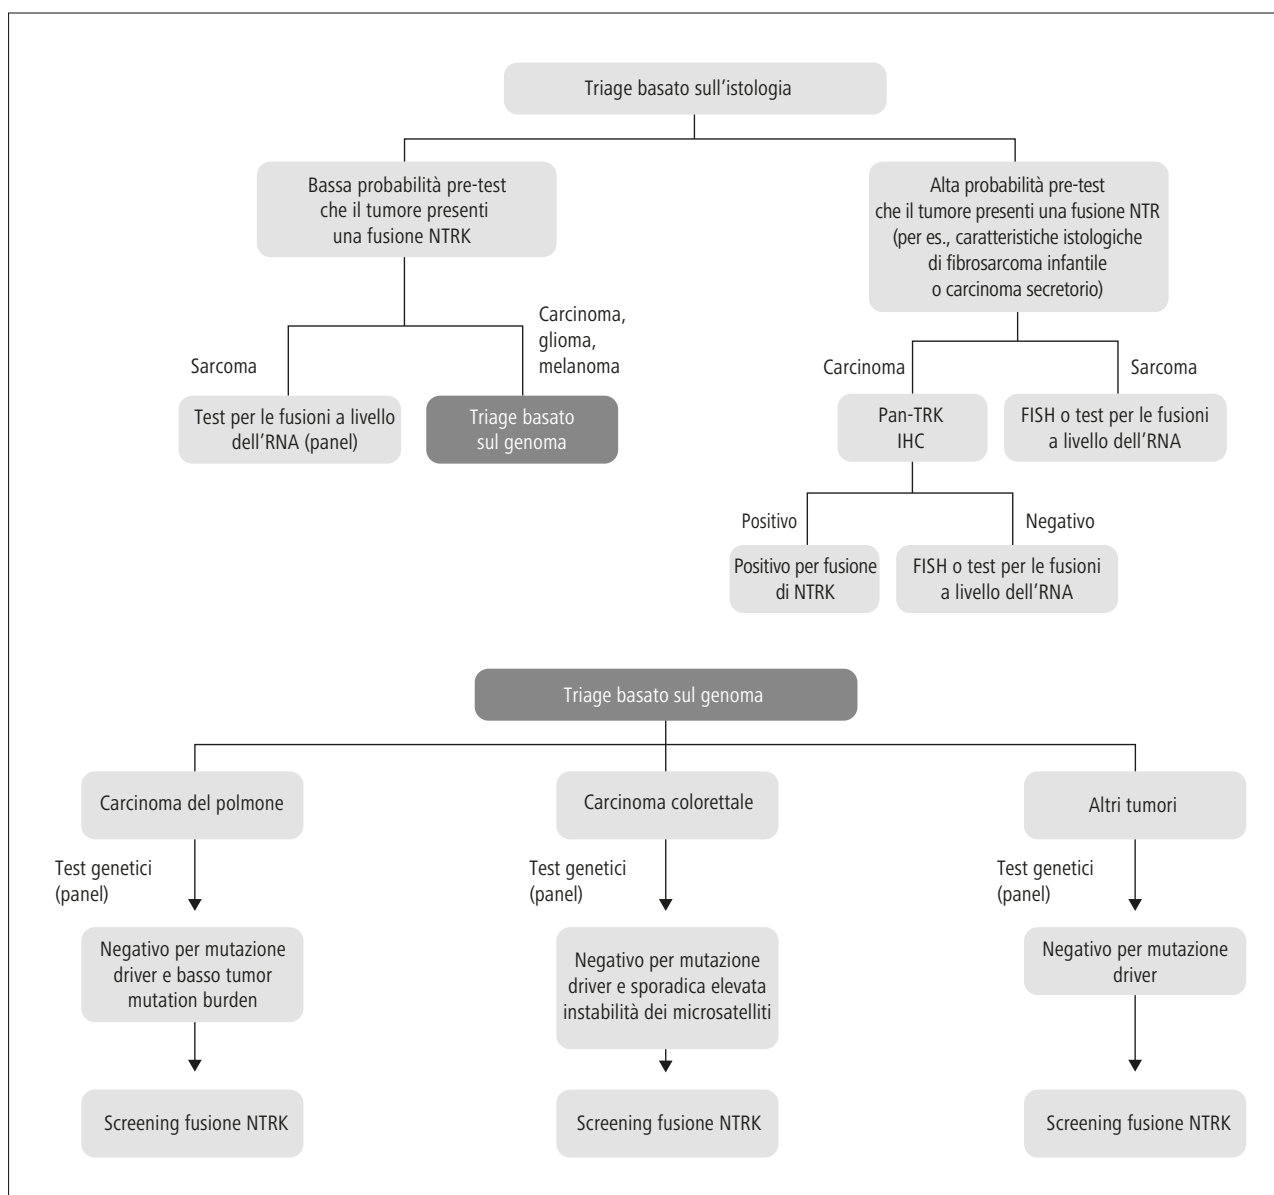 Triage basato sull'istologia
Bassa probabilità pre-test
che il tumore presenti
una fusione NTRK
Alta probabilità pre-test
che il tumore presenti una fusione NTR
(per es., caratteristiche istologiche
di fibrosarcoma infantile
o carcinoma secretorio)
Sarcoma
Carcinoma,
glioma,
melanoma
Carcinoma
Sarcoma
Test per le fusioni a livello
dell'RNA (panel)
Triage basato
sul genoma
Pan-TRK
IHC
FISH o test per le fusioni
a livello dell'RNA
Positivo
Negativo
Positivo per fusione
di NTRK
FISH o test per le fusioni
a livello dell'RNA
Triage basato sul genoma
Carcinoma del polmone
Carcinoma colorettale
Altri tumori
Test genetici
(panel)
Test genetici
(panel)
Test genetici
(panel)
Negativo per mutazione
driver e basso tumor
mutation burden
Negativo per mutazione
driver e sporadica elevata
instabilità dei microsatelliti
Negativo per mutazione
driver
Screening fusione NTRK
Screening fusione NTRK
Screening fusione NTRK